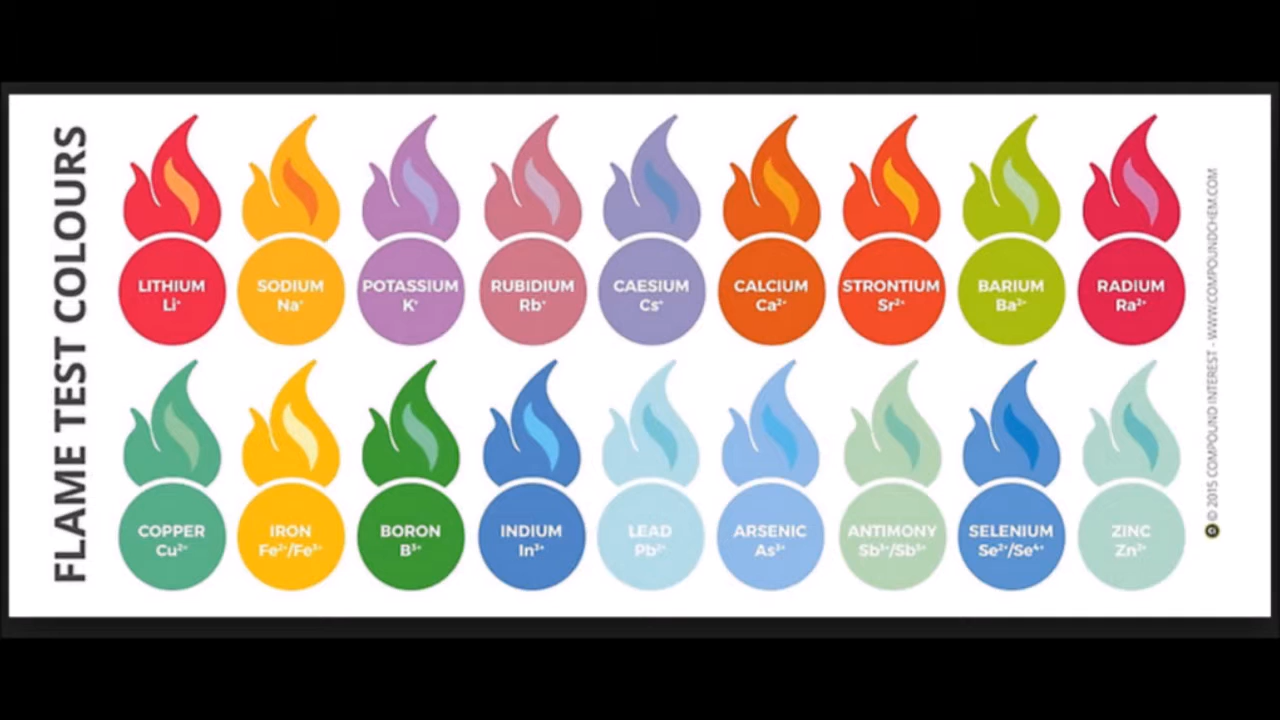 FLAME TEST COLOURS
LITHIUM
Li⁺
SODIUM
Na⁺
POTASSIUM
K⁺
RUBIDIUM
Rb⁺
CAESIUM
Cs⁺
CALCIUM
Ca²⁺
STRONTIUM
Sr²⁺
BARIUM
Ba²⁺
RADIUM
Ra²⁺
COPPER
Cu²⁺
IRON
Fe²⁺/Fe³⁺
BORON
B³⁺
INDIUM
In³⁺
LEAD
Pb²⁺
ARSENIC
As³⁺
ANTIMONY
Sb³⁺/Sb⁵⁺
SELENIUM
Se²⁺/Se⁴⁺
ZINC
Zn²⁺
© 2015 COMPOUND INTEREST - WWW.COMPOUNDCHEM.COM